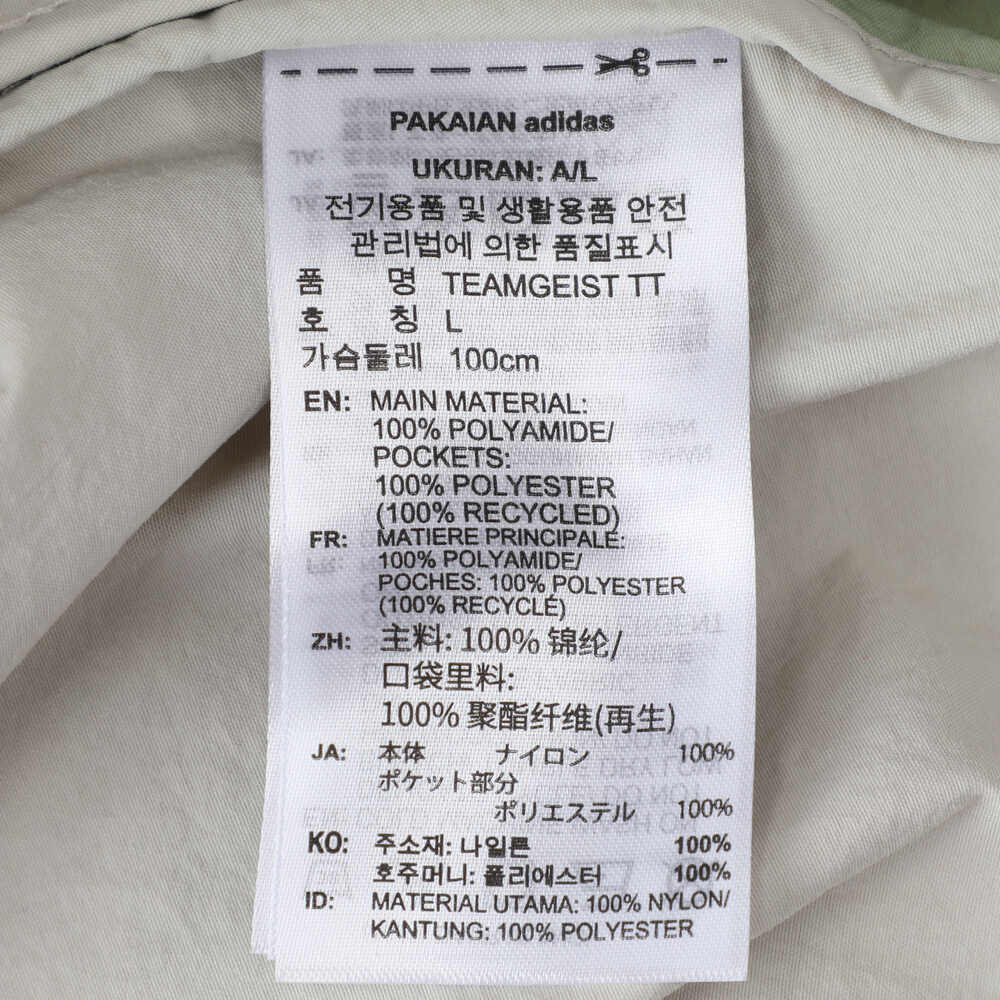 PAKAIAN adidas
UKURAN: A/L
전기용품 및 생활용품 안전
관리법에 의한 품질표시
품 명 TEAMGEIST TT
호 칭 L
가슴둘레 100cm
EN: MAIN MATERIAL:
100% POLYAMIDE/
POCKETS:
100% POLYESTER
(100% RECYCLED)
FR: MATIERE PRINCIPALE:
100% POLYAMIDE/
POCHES: 100% POLYESTER
(100% RECYCLÉ)
ZH: 主料: 100% 锦纶/
口袋里料:
100% 聚酯纤维(再生)
JA: 本体 ナイロン 100%
ポケット部分
ポリエステル 100%
KO: 주소재: 나일론 100%
호주머니: 폴리에스터 100%
ID: MATERIAL UTAMA: 100% NYLON/
KANTUNG: 100% POLYESTER